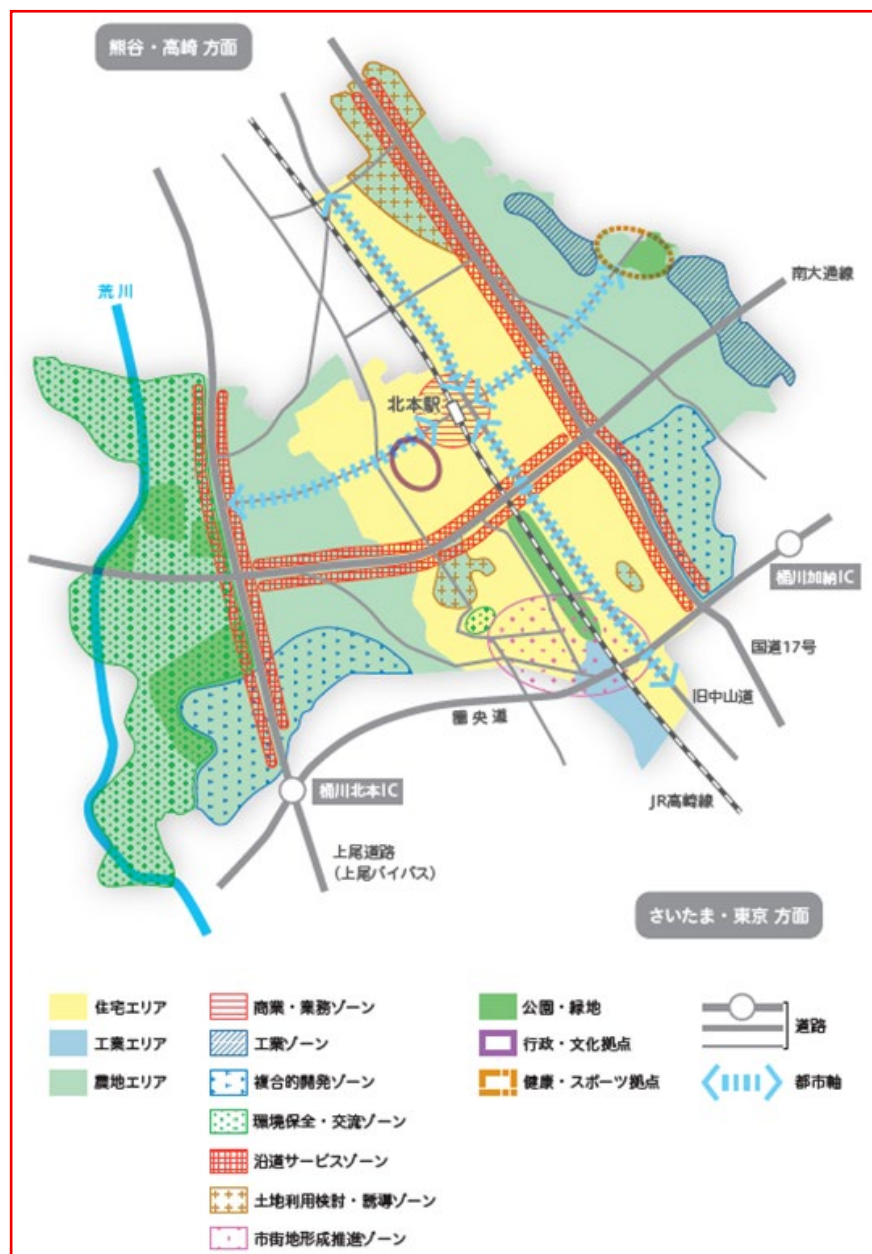 熊谷・高崎 方面
荒川
南大通線
北本駅
桶川加納IC
国道17号
旧中山道
圏央道
桶川北本IC
JR高崎線
上尾道路
(上尾バイパス)
さいたま・東京 方面
住宅エリア
工業エリア
農地エリア
商業・業務ゾーン
工業ゾーン
複合的開発ゾーン
環境保全・交流ゾーン
沿道サービスゾーン
土地利用検討・誘導ゾーン
市街地形成推進ゾーン
公園・緑地
行政・文化拠点
健康・スポーツ拠点
道路
都市軸